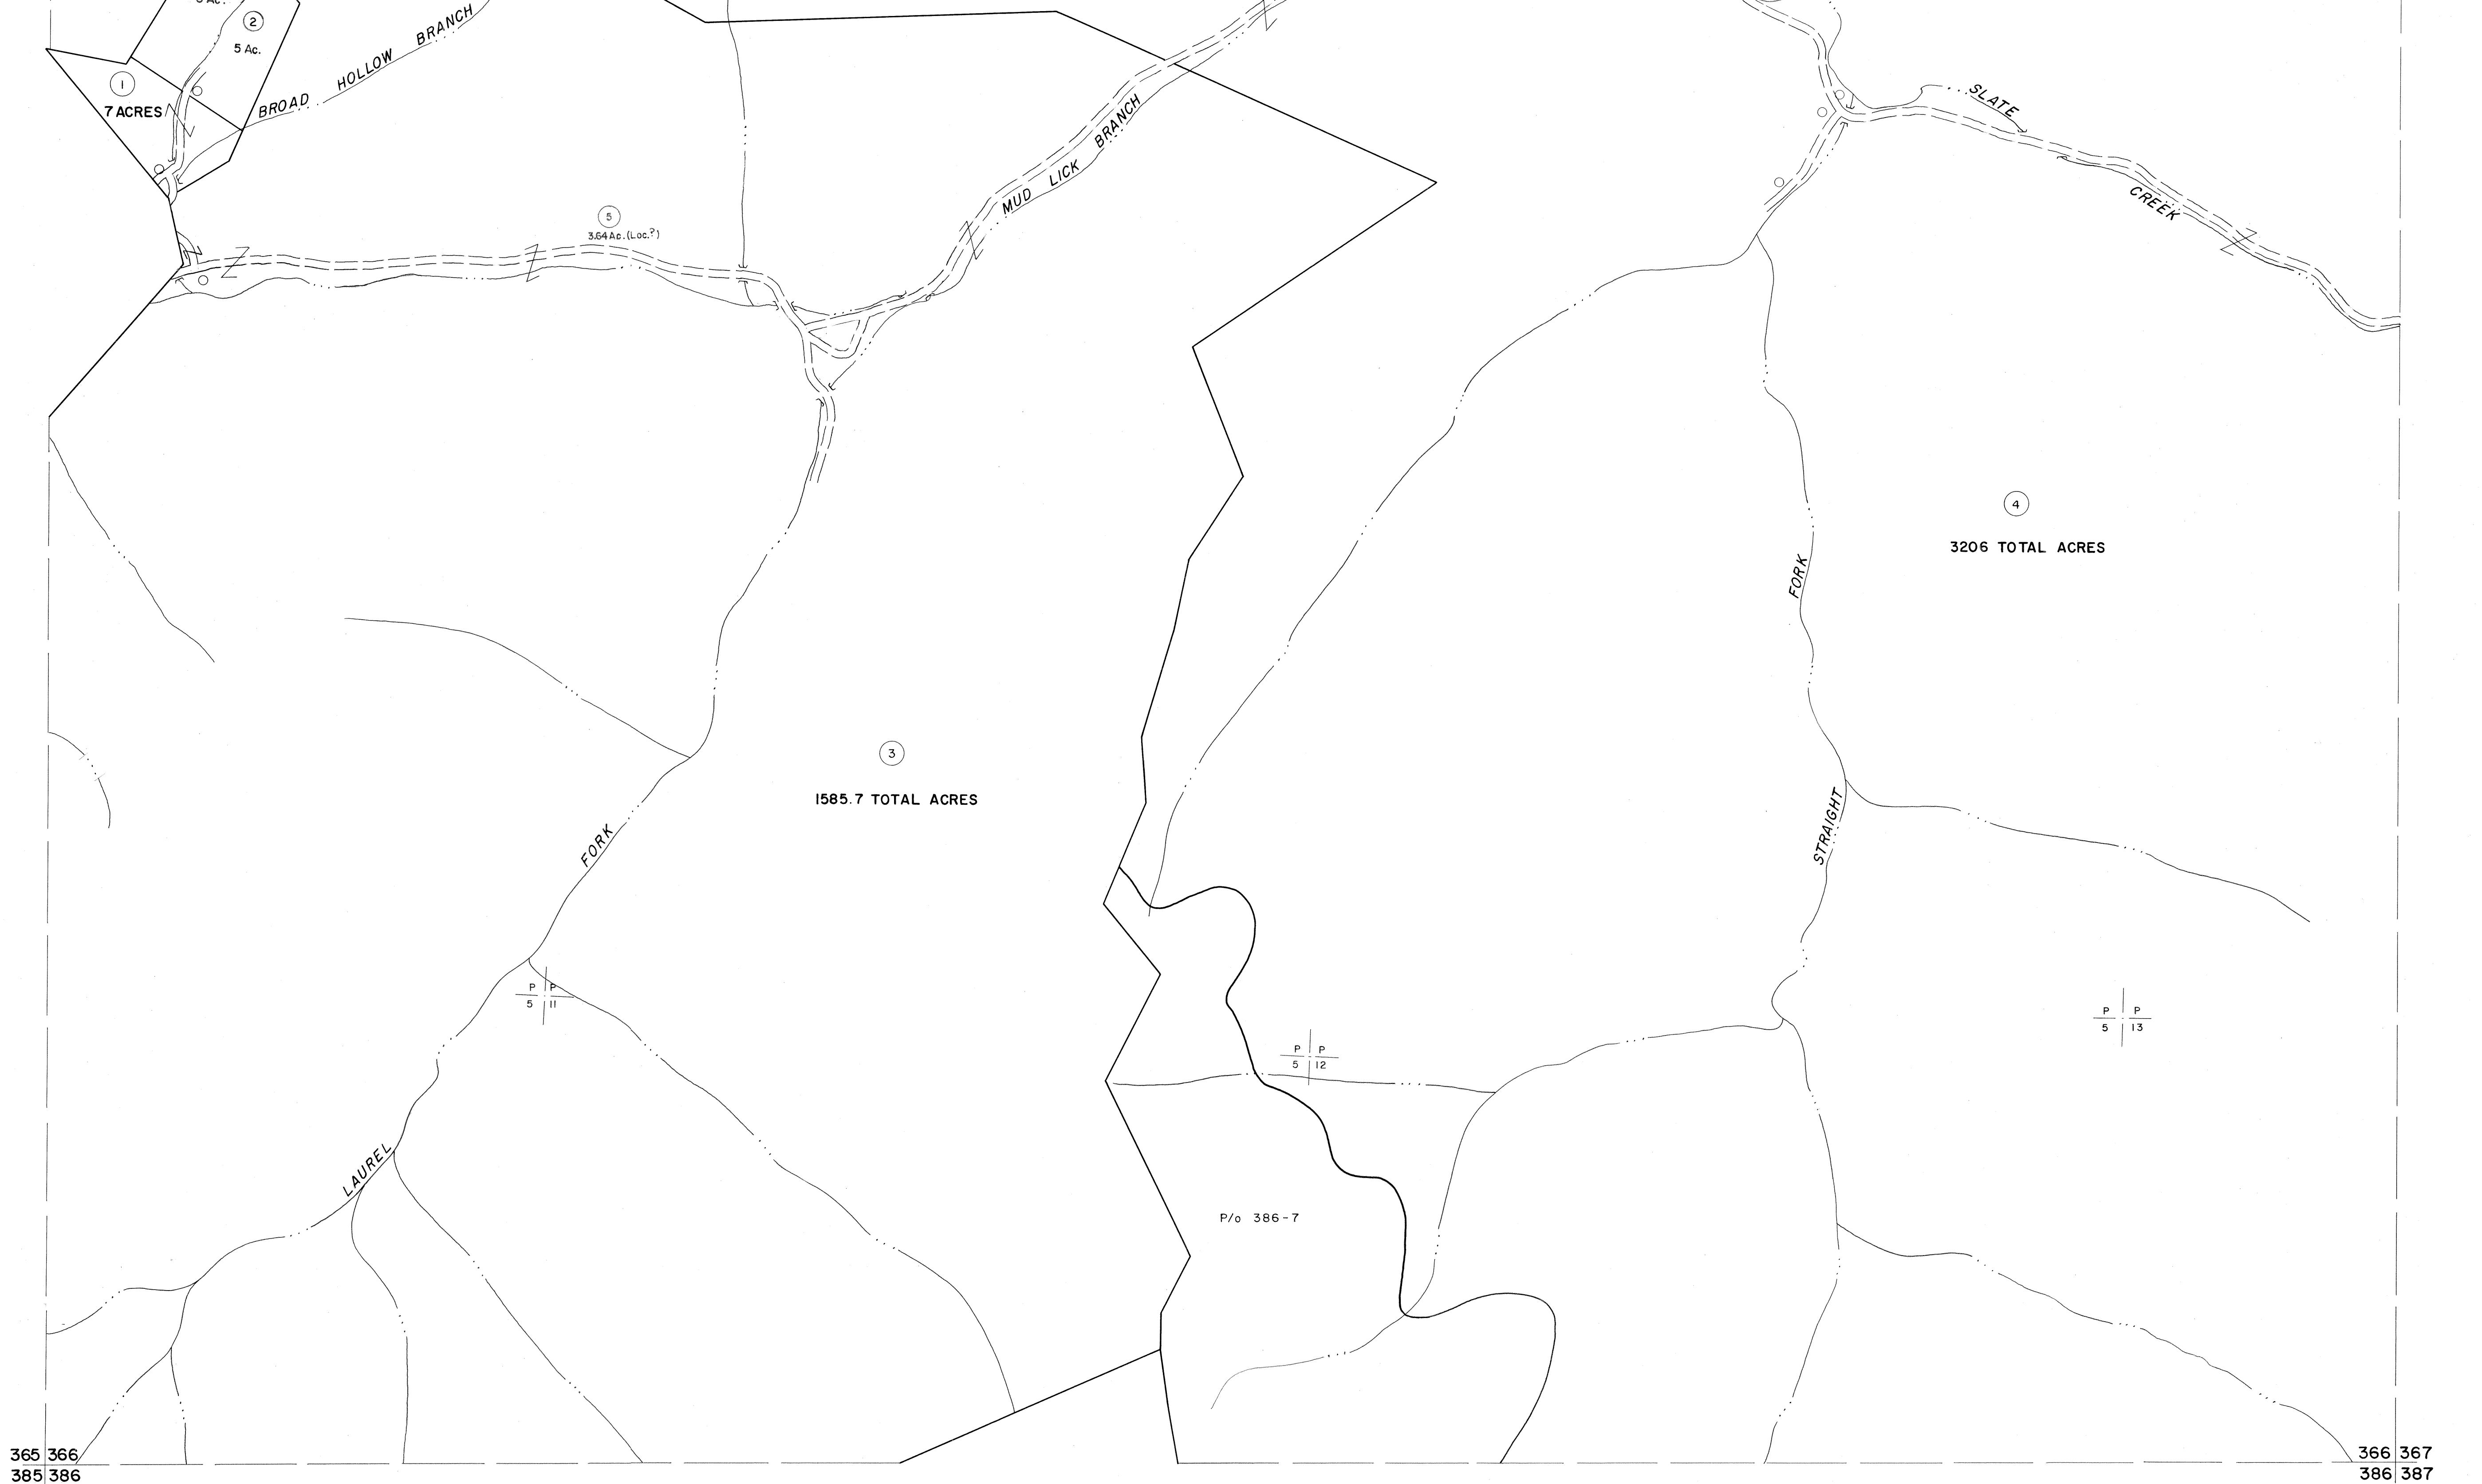 2
5 Ac.
BROAD HOLLOW BRANCH
1
7 ACRES
SLATE CREEK
MUD LICK BRANCH
5
3.64 Ac. (Loc.?)
4
3206 TOTAL ACRES
STRAIGHT FORK
3
1585.7 TOTAL ACRES
LAUREL FORK
P P
5 11
P P
5 12
P P
5 13
P/o 386-7
365 366
385 386
366 367
386 387